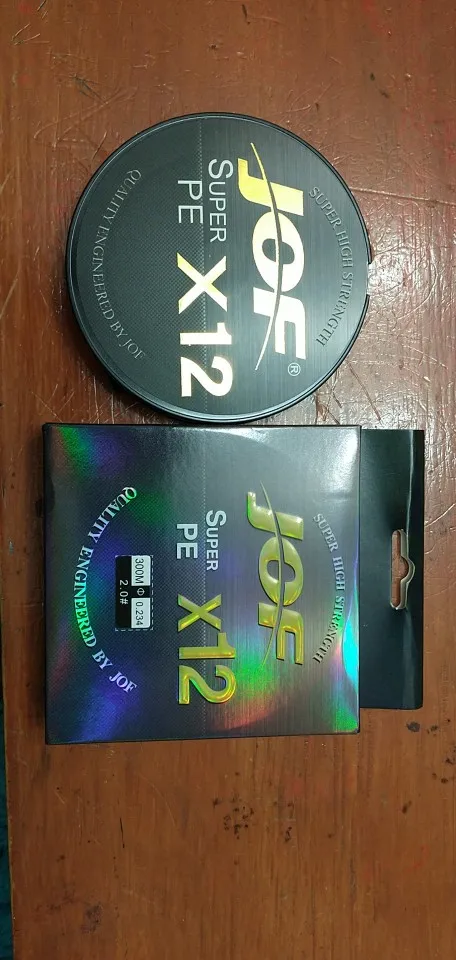 SUPER HIGH STRENGTH
JOF®
SUPER
PE X12
QUALITY ENGINEERED BY JOF
SUPER HIGH STRENGTH
JOF
SUPER
PE X12
300M Φ 0.234
2.0#
QUALITY ENGINEERED BY JOF